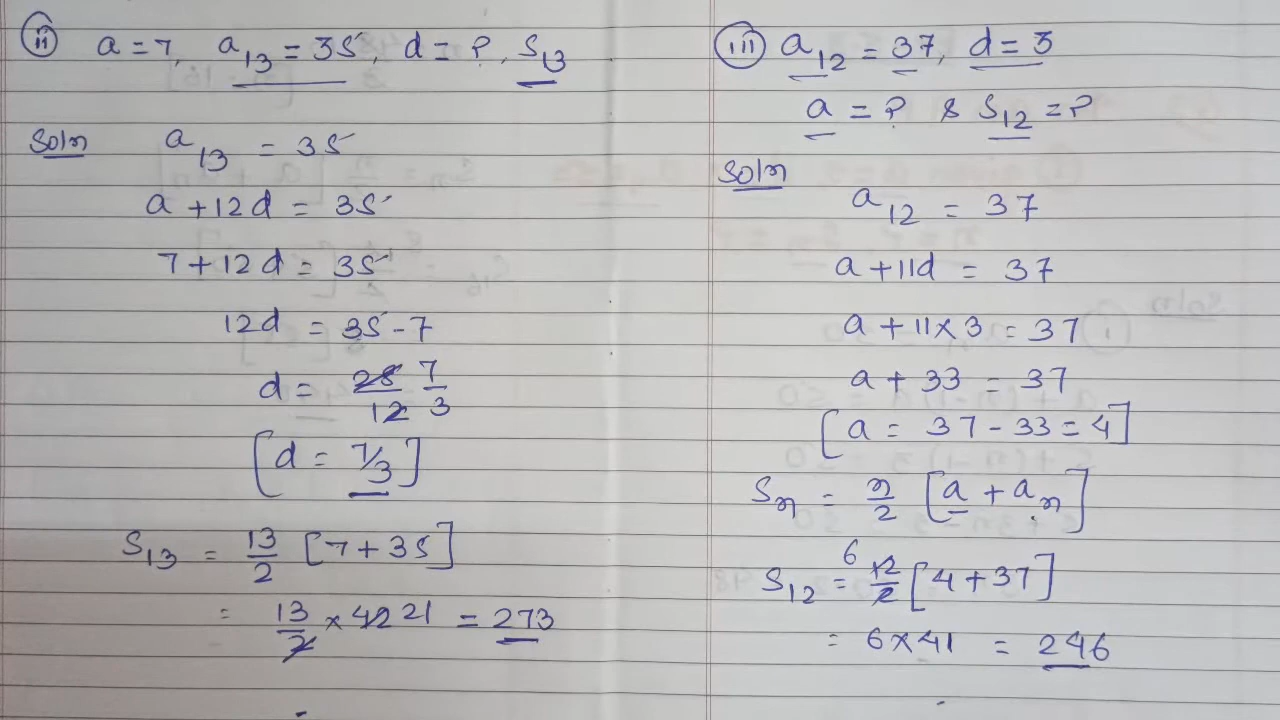 (ii) a = 7, a₁₃ = 35, d = ?, S₁₃
Soln a₁₃ = 35
a + 12d = 35
7 + 12d = 35
12d = 35 - 7
d = 28/12 7/3
[d = 7/3]
S₁₃ = 13/2 [7 + 35]
= 13/2 × 42 21 = 273
(iii) a₁₂ = 37, d = 3
a = ? & S₁₂ = ?
Soln
a₁₂ = 37
a + 11d = 37
a + 11 × 3 = 37
a + 33 = 37
[a = 37 - 33 = 4]
Sₙ = n/2 [a + aₙ]
S₁₂ = 6 12/2 [4 + 37]
= 6 × 41 = 246